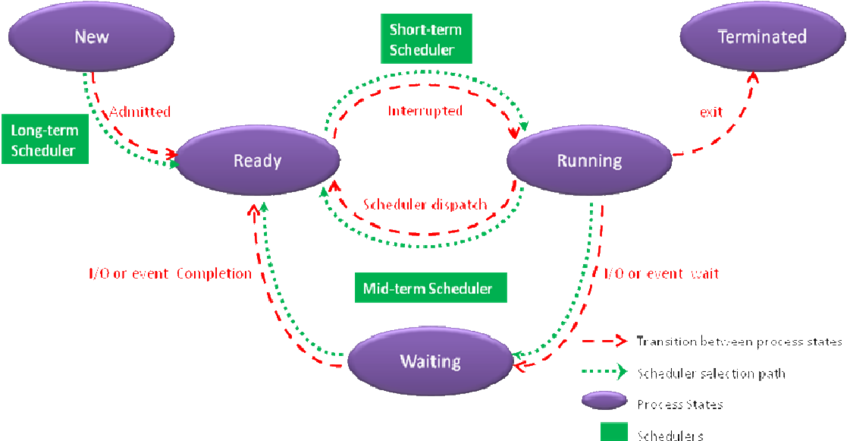 New
Short-term
Scheduler
Terminated
Admitted
Interrupted
exit
Long-term
Scheduler
Ready
Running
Scheduler dispatch
I/O or event Completion
Mid-term Scheduler
I/O or event wait
Waiting
Transition between process states
Scheduler selection path
Process States
Schedulers